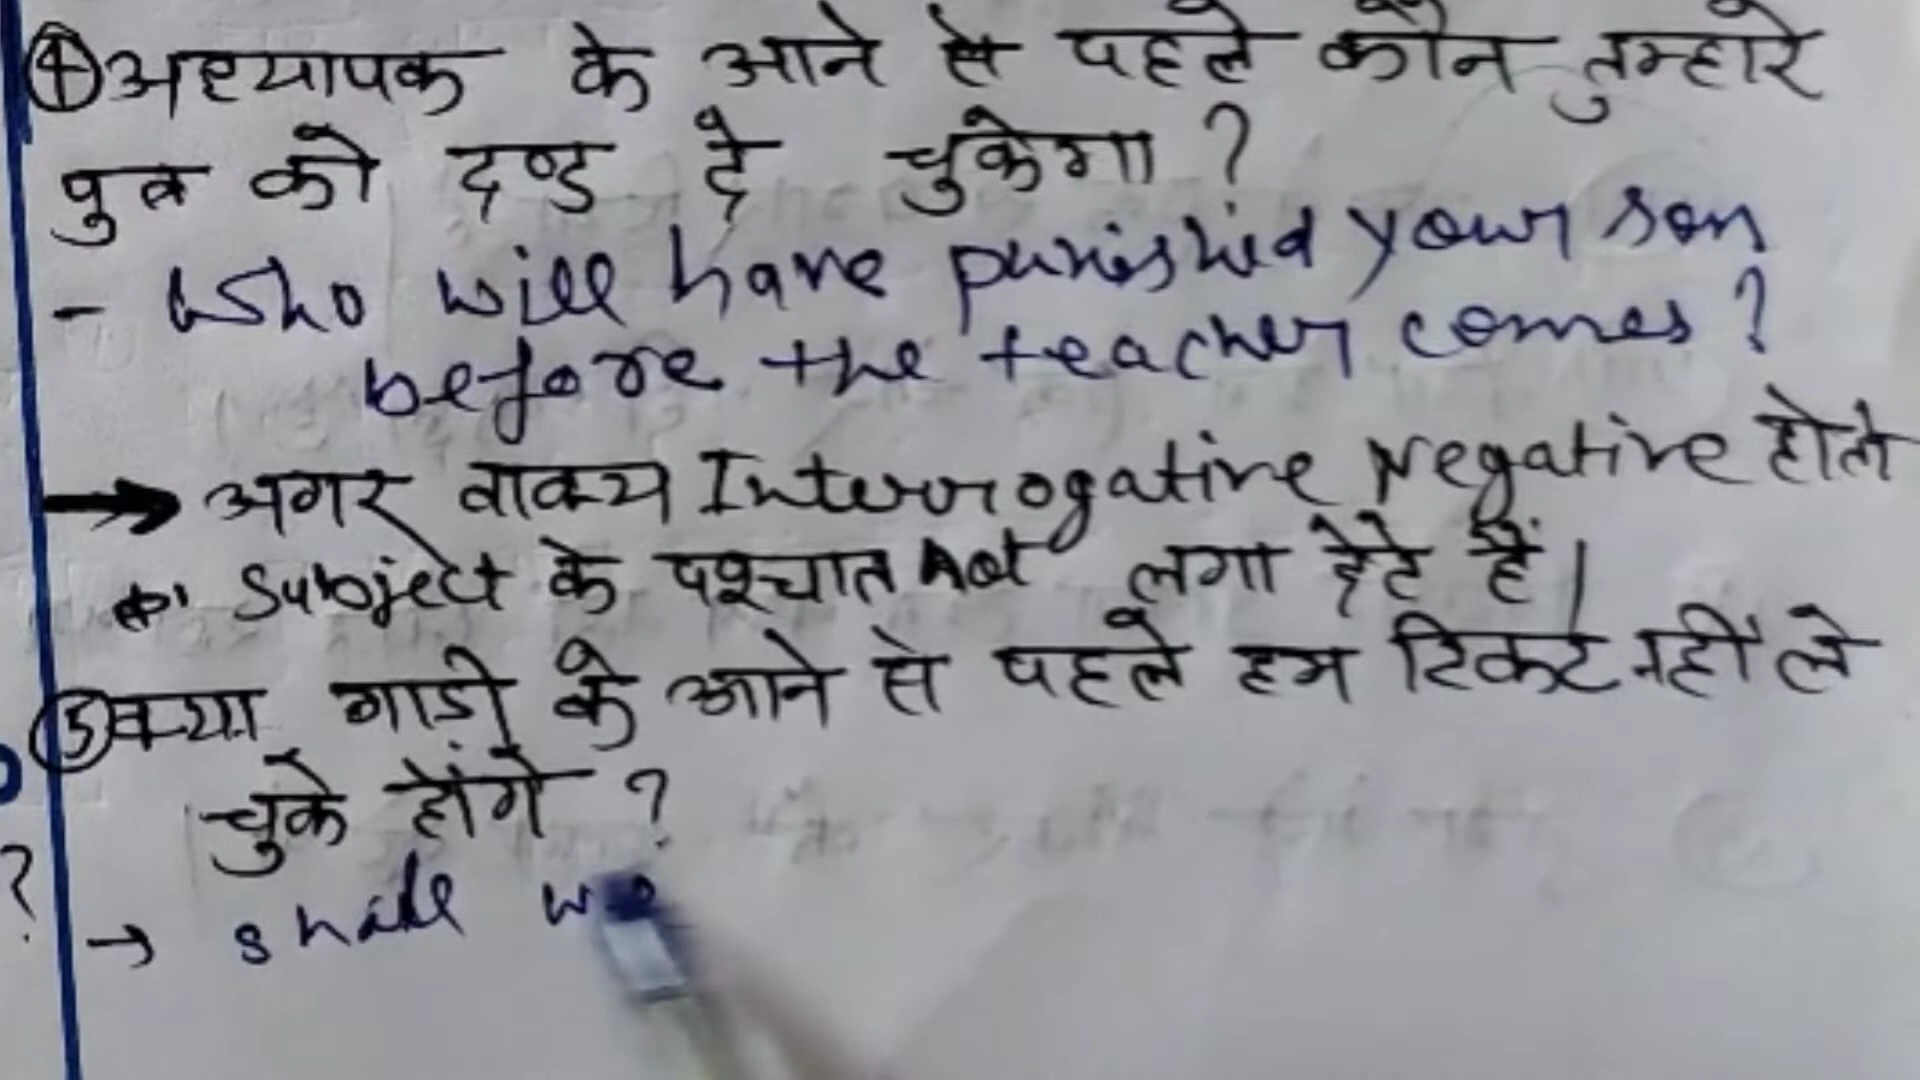 ④ अध्यापक के आने से पहले कौन तुम्हारे
पुत्र को दण्ड दे चुकेगा ?
- Who will have punished your son
before the teacher comes ?
→ अगर वाक्य Interrogative Negative हो तो
Subject के पश्चात Not लगा देते हैं।
⑤ क्या गाडी के आने से पहले हम टिकट नहीं ले
चुके होंगे ?
?
→ shall we